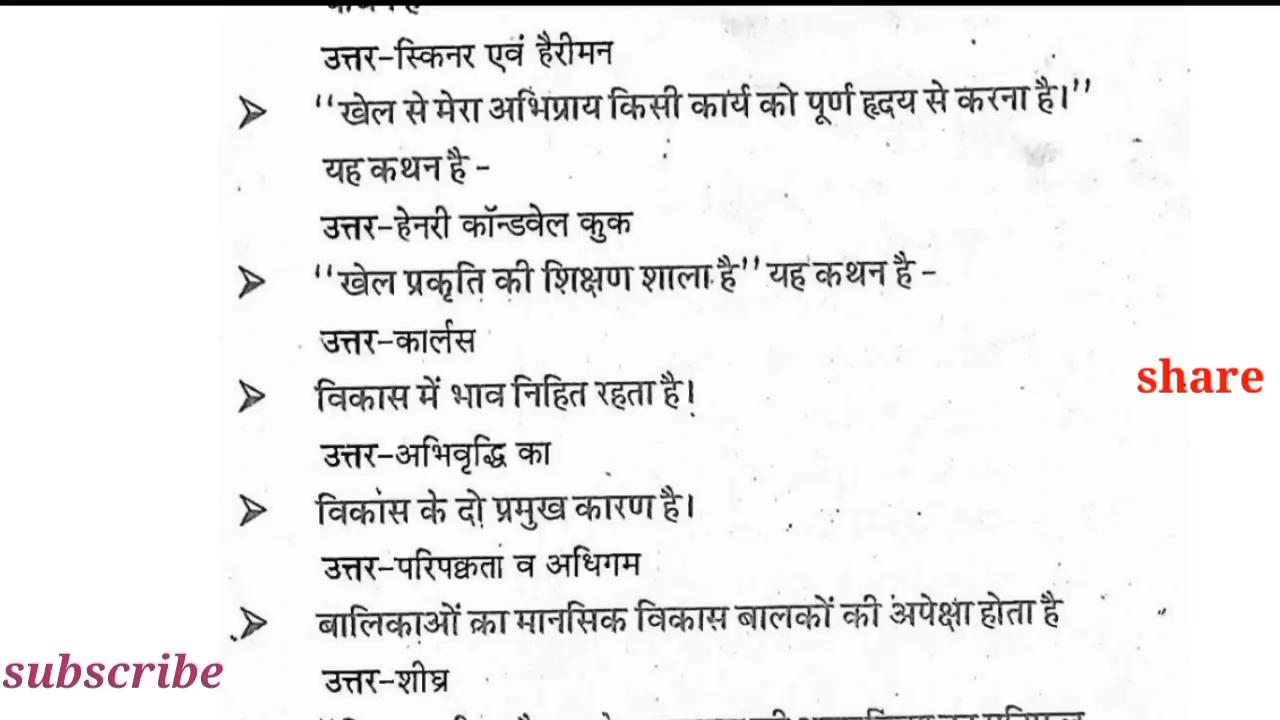 उत्तर-स्किनर एवं हैरीमन
➢ ‘‘खेल से मेरा अभिप्राय किसी कार्य को पूर्ण हृदय से करना है।’’
यह कथन है -
उत्तर-हेनरी कॉन्डवेल कुक
➢ ‘‘खेल प्रकृति की शिक्षण शाला है’’ यह कथन है -
उत्तर-कार्लस
share
➢ विकास में भाव निहित रहता है।
उत्तर-अभिवृद्धि का
➢ विकास के दो प्रमुख कारण है।
उत्तर-परिपक्वता व अधिगम
➢ बालिकाओं का मानसिक विकास बालकों की अपेक्षा होता है
subscribe
उत्तर-शीघ्र